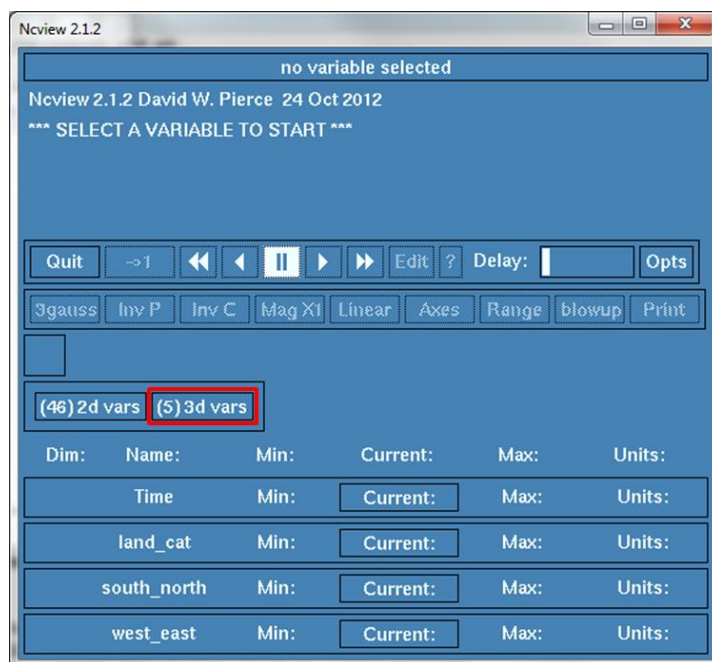 Ncview 2.1.2
no variable selected
Ncview 2.1.2 David W. Pierce 24 Oct 2012
*** SELECT A VARIABLE TO START ***
Quit ->1 Edit ? Delay: Opts
3gauss Inv P Inv C Mag X1 Linear Axes Range blowup Print
(46) 2d vars (5) 3d vars
Dim: Name: Min: Current: Max: Units:
Time Min: Current: Max: Units:
land_cat Min: Current: Max: Units:
south_north Min: Current: Max: Units:
west_east Min: Current: Max: Units: